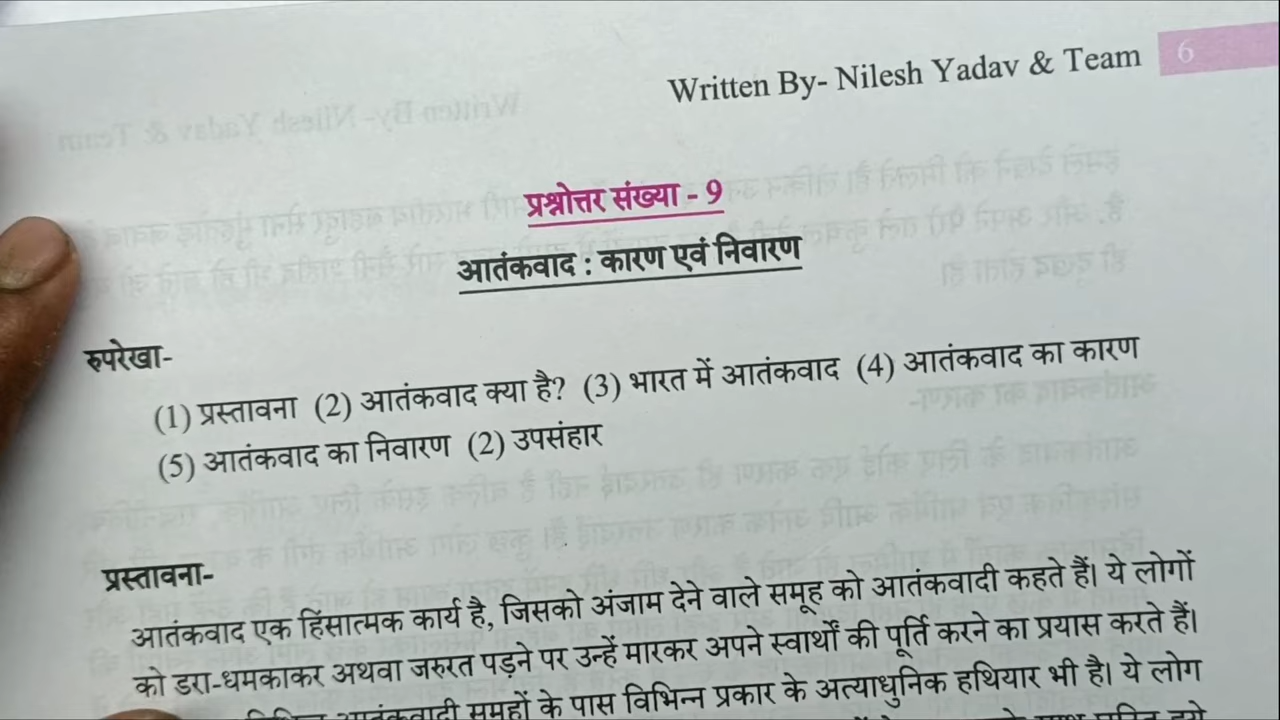 Written By- Nilesh Yadav & Team 6
प्रश्नोत्तर संख्या - 9
आतंकवाद : कारण एवं निवारण
रुपरेखा-
(1) प्रस्तावना (2) आतंकवाद क्या है? (3) भारत में आतंकवाद (4) आतंकवाद का कारण
(5) आतंकवाद का निवारण (2) उपसंहार
प्रस्तावना-
आतंकवाद एक हिंसात्मक कार्य है, जिसको अंजाम देने वाले समूह को आतंकवादी कहते हैं। ये लोगों
को डरा-धमकाकर अथवा जरुरत पड़ने पर उन्हें मारकर अपने स्वार्थों की पूर्ति करने का प्रयास करते हैं।
आतंकवादी समूहों के पास विभिन्न प्रकार के अत्याधुनिक हथियार भी है। ये लोग